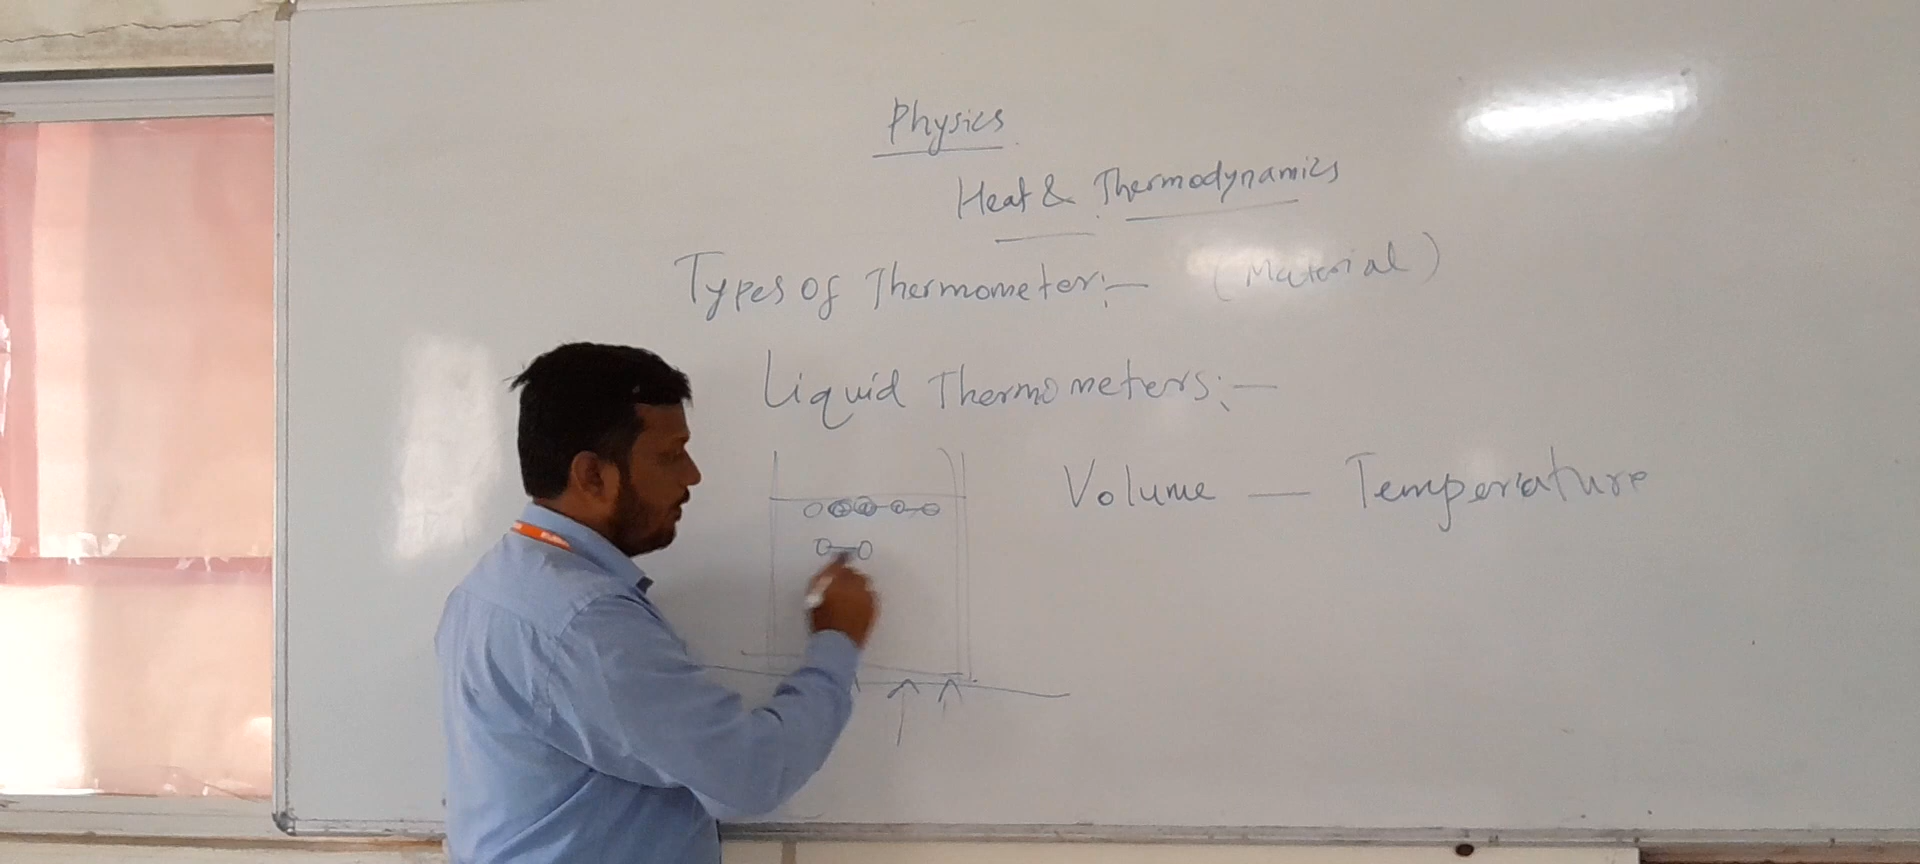 Physics
Heat & Thermodynamics
Types of Thermometer:— (Material)
Liquid Thermometers:—
Volume — Temperature